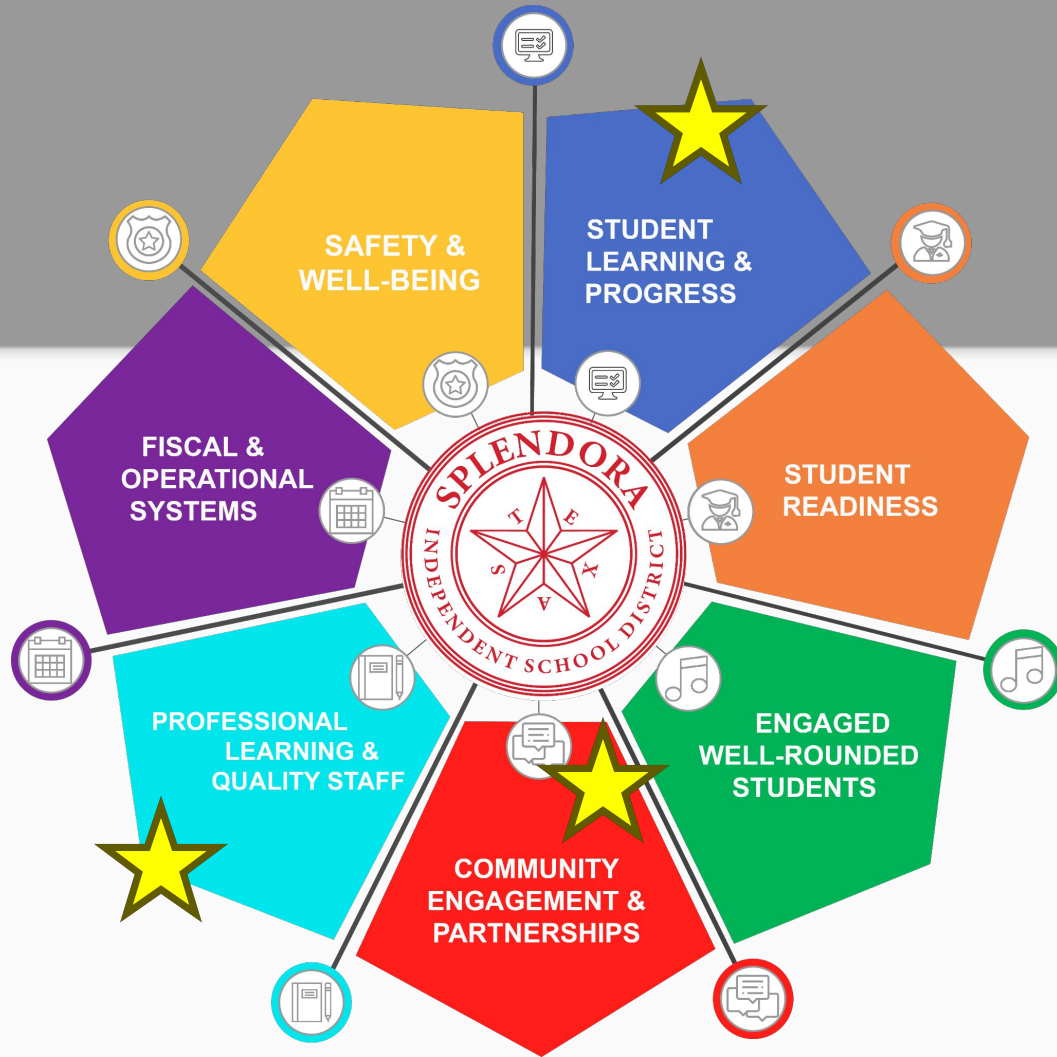 SAFETY &
WELL-BEING
STUDENT
LEARNING &
PROGRESS
FISCAL &
OPERATIONAL
SYSTEMS
STUDENT
READINESS
SPLENDORA
TEXAS
INDEPENDENT SCHOOL DISTRICT
PROFESSIONAL
LEARNING &
QUALITY STAFF
ENGAGED
WELL-ROUNDED
STUDENTS
COMMUNITY
ENGAGEMENT &
PARTNERSHIPS